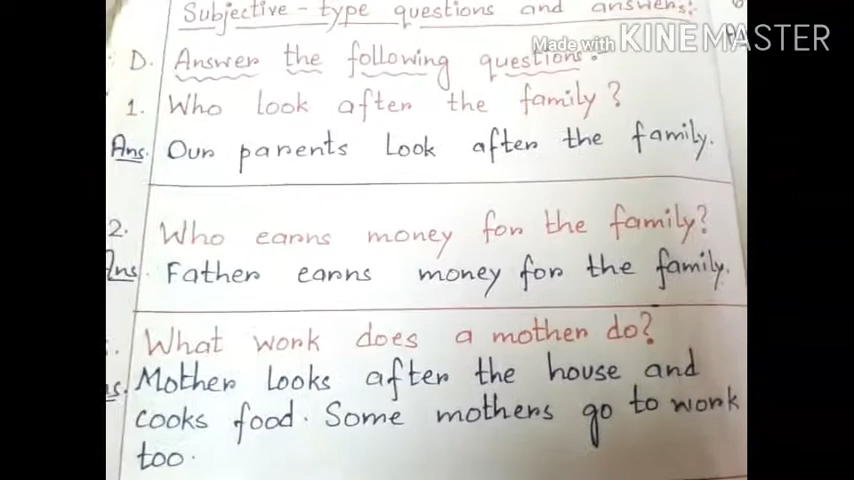 Subjective-type questions and answers:
Made with KINEMASTER
D. Answer the following questions:
1. Who look after the family?
Ans. Our parents Look after the family.
2. Who earns money for the family?
Ans. Father earns money for the family.
What work does a mother do?
Mother Looks after the house and
cooks food. Some mothers go to work
too.